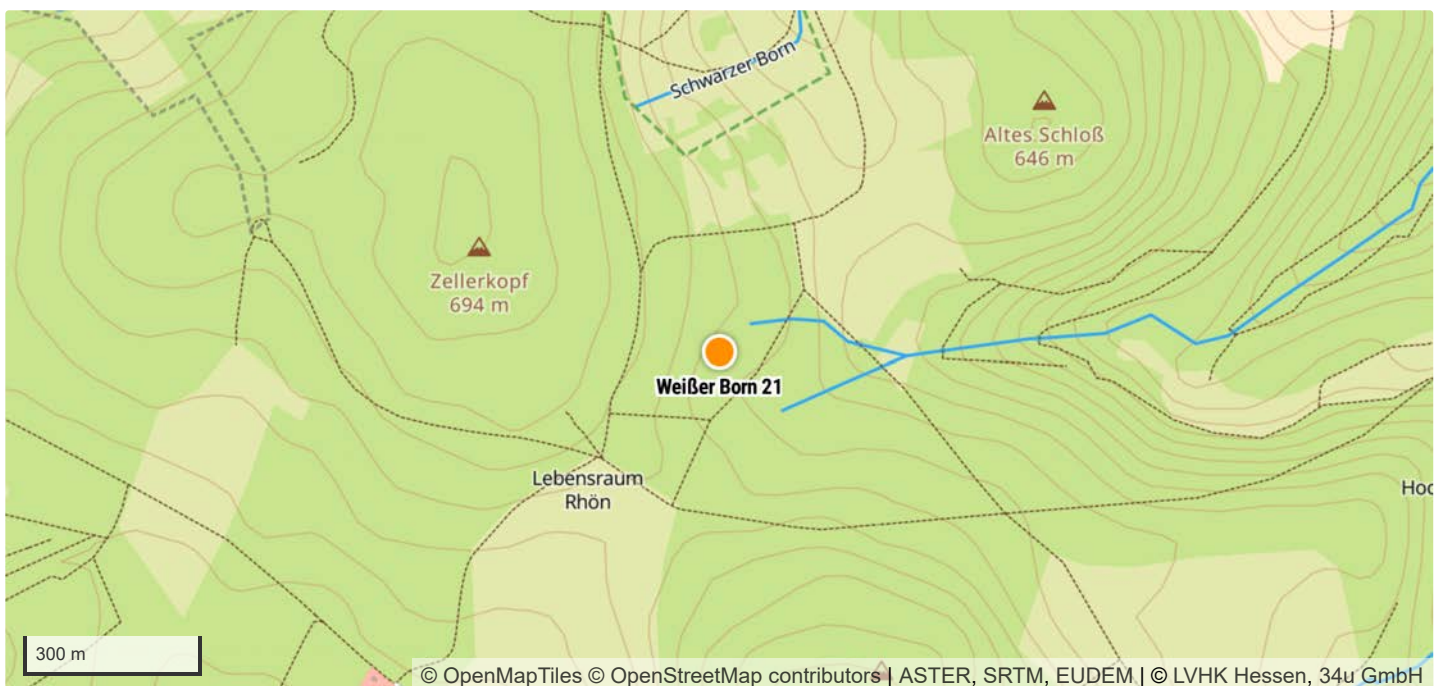 Schwarzer Born
Altes Schloß
646 m
Zellerkopf
694 m
Weißer Born 21
Lebensraum
Rhön
Hoc
300 m
© OpenMapTiles © OpenStreetMap contributors | ASTER, SRTM, EUDEM | © LVHK Hessen, 34u GmbH